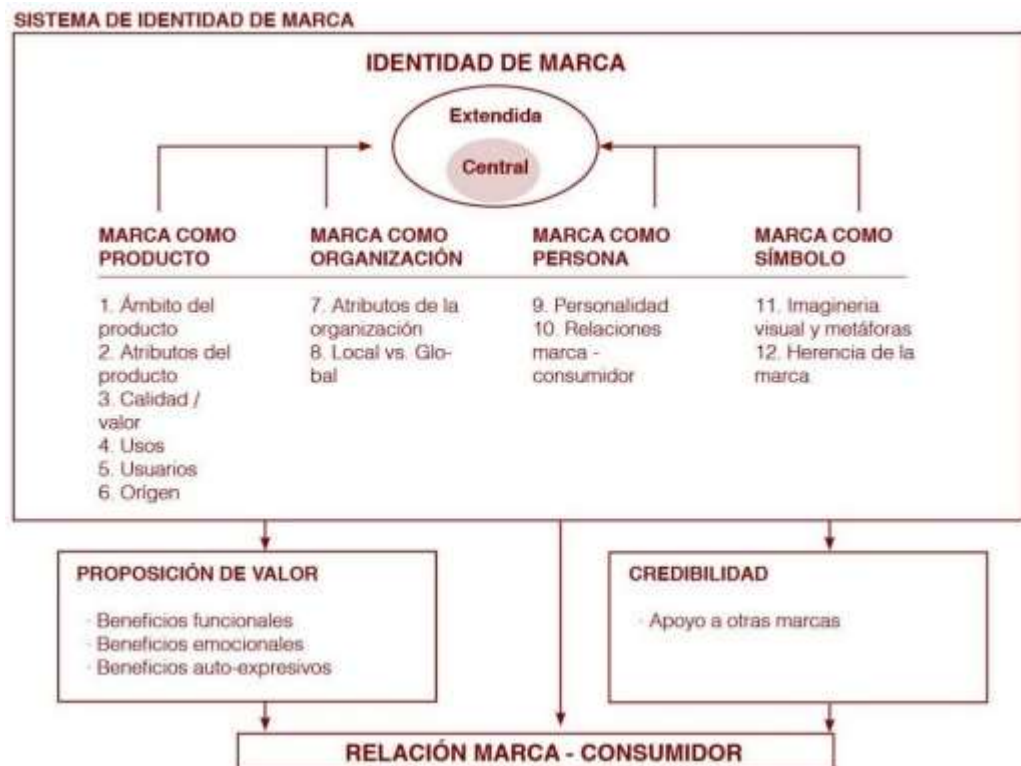 SISTEMA DE IDENTIDAD DE MARCA
IDENTIDAD DE MARCA
Extendida
Central
MARCA COMO
PRODUCTO
1. Ámbito del
producto
2. Atributos del
producto
3. Calidad /
valor
4. Usos
5. Usuarios
6. Orígen
MARCA COMO
ORGANIZACIÓN
7. Atributos de la
organización
8. Local vs. Glo-
bal
MARCA COMO
PERSONA
9. Personalidad
10. Relaciones
marca -
consumidor
MARCA COMO
SÍMBOLO
11. Imagineria
visual y metáforas
12. Herencia de la
marca
PROPOSICIÓN DE VALOR
· Beneficios funcionales
· Beneficios emocionales
· Beneficios auto-expresivos
CREDIBILIDAD
· Apoyo a otras marcas
RELACIÓN MARCA - CONSUMIDOR